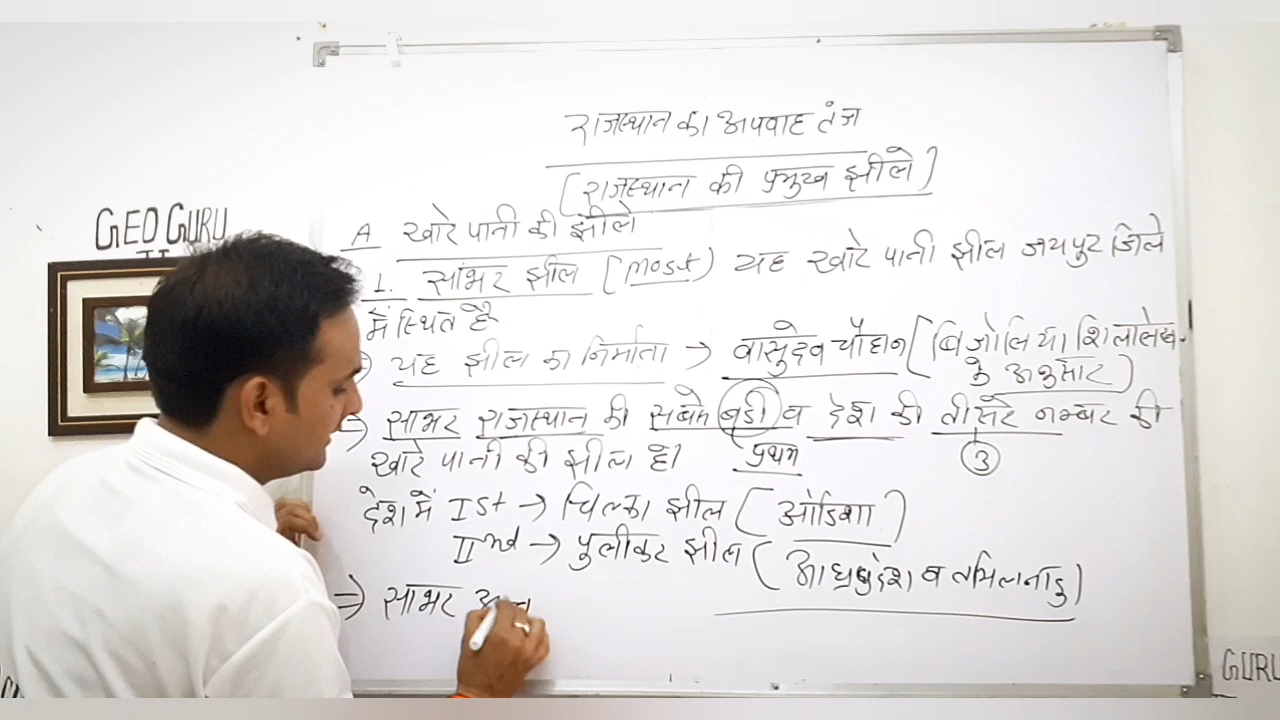 राजस्थान का अपवाह तंत्र
[राजस्थान की प्रमुख झीले]
A खारे पानी की झीले
1. सांभर झील (Most) यह खारे पानी झील जयपुर जिले
में स्थित है
यह झील का निर्माता → वासुदेव चौहान (बिजोलिया शिलालेख
के अनुसार)
⇒ सांभर राजस्थान की सबसे बड़ी व देश की तीसरे नम्बर की
खारे पानी की झील है। प्रथम 3
देश में Ist → चिल्का झील (ओडिशा)
IInd → पुलीकट झील (आंध्रप्रदेश व तमिलनाडु)
⇒ सांभर
GEO GURU
GURU